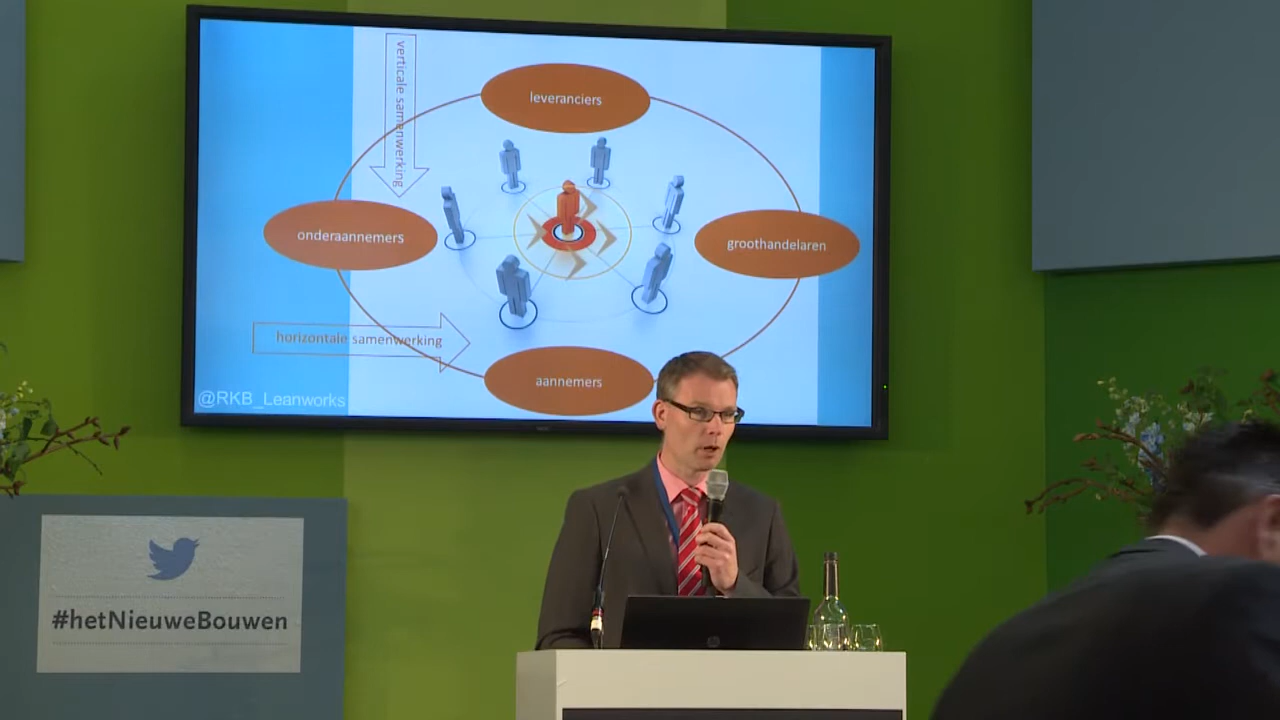 verticale samenwerking
leveranciers
onderaannemers
groothandelaren
horizontale samenwerking
aannemers
@RKB_Leanworks
#hetNieuweBouwen